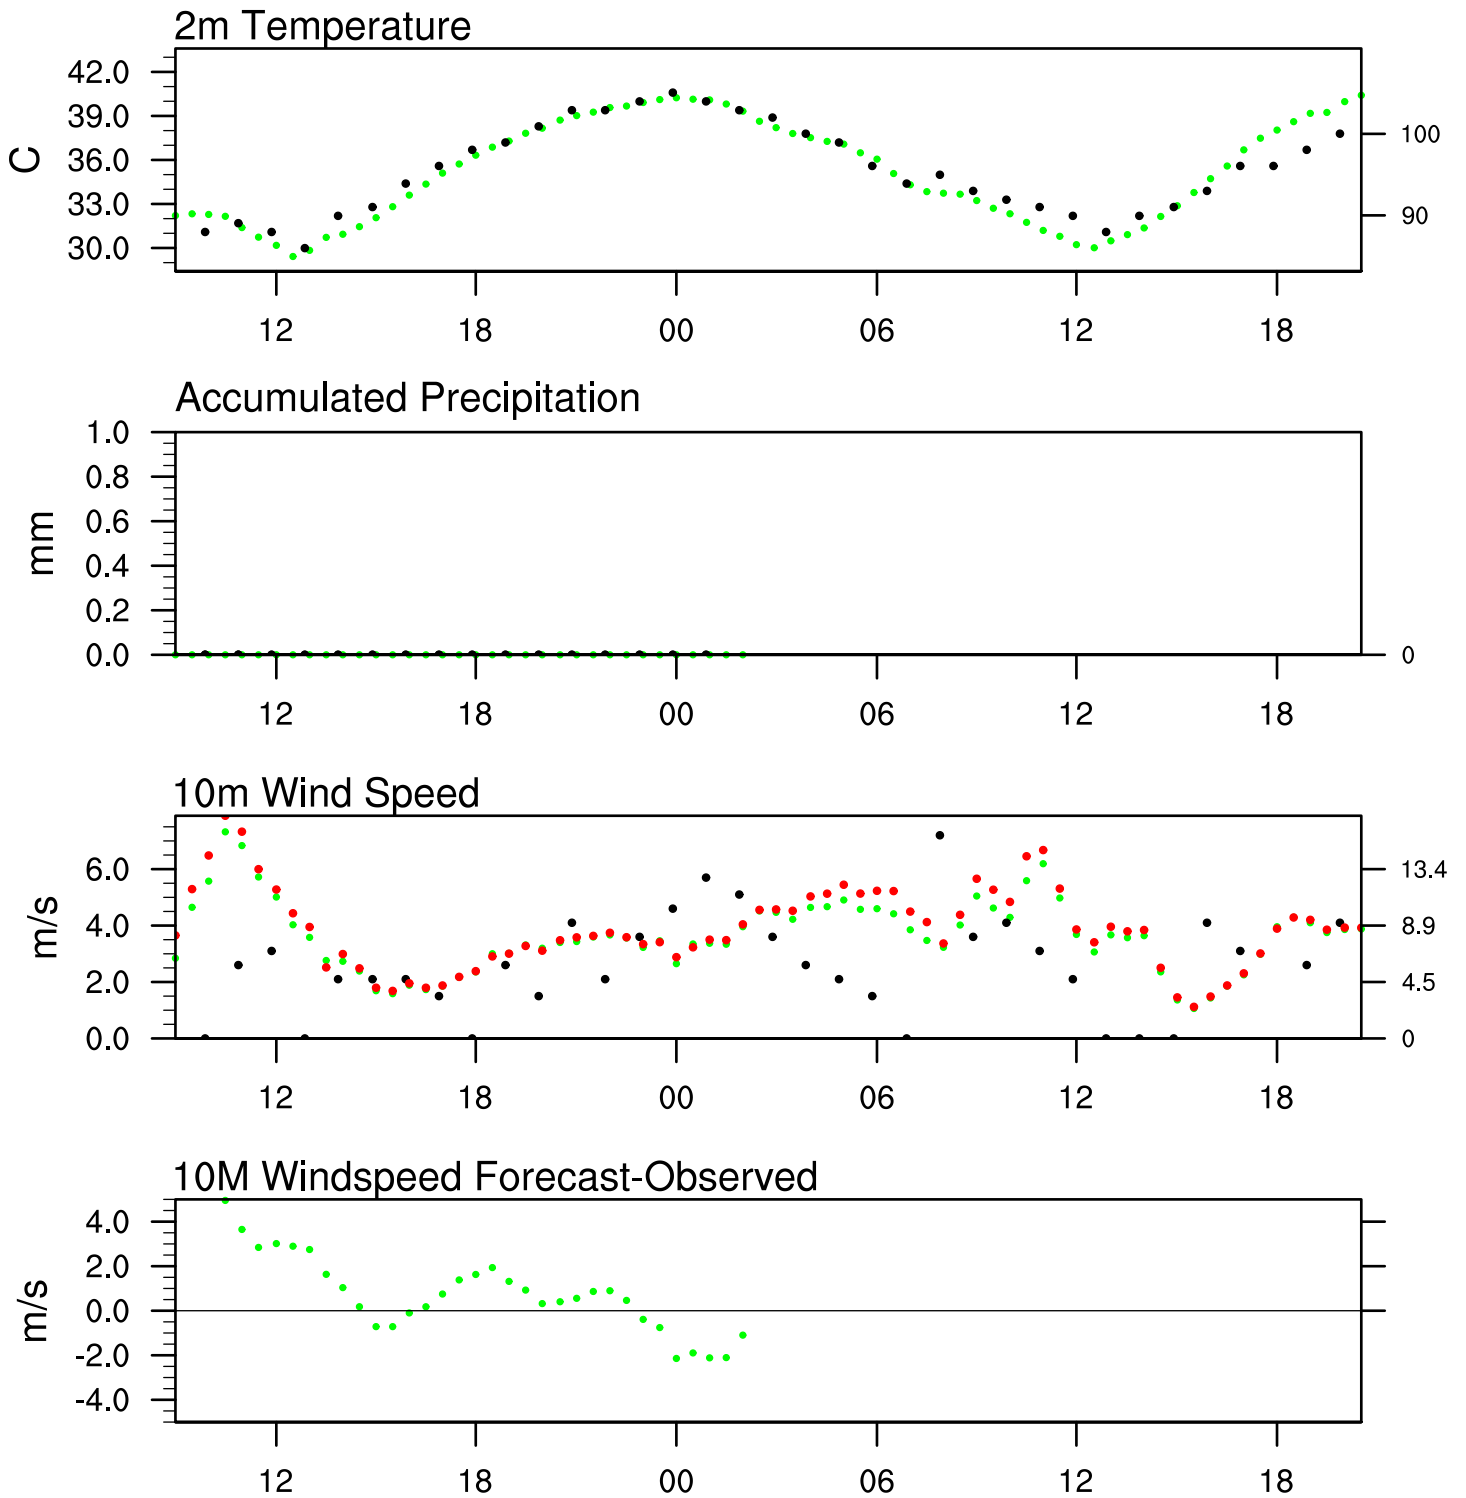 2m Temperature
42.0
39.0
36.0
33.0
30.0
C
100
90
12 18 00 06 12 18
Accumulated Precipitation
1.0
0.8
0.6
0.4
0.2
0.0
mm
0
12 18 00 06 12 18
10m Wind Speed
6.0
4.0
2.0
0.0
m/s
13.4
8.9
4.5
0
12 18 00 06 12 18
10M Windspeed Forecast-Observed
4.0
2.0
0.0
-2.0
-4.0
m/s
12 18 00 06 12 18